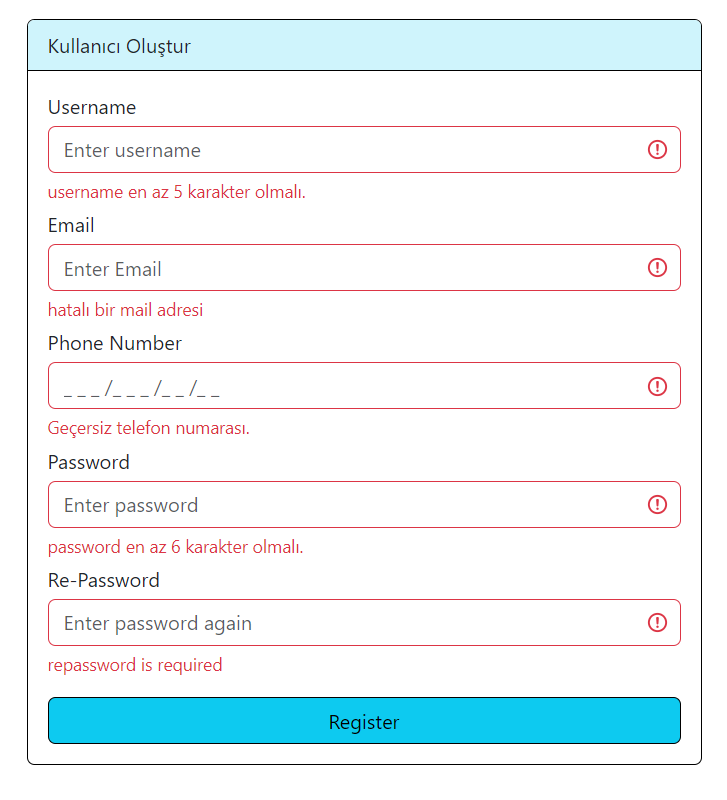 Kullanıcı Oluştur
Username
Enter username
username en az 5 karakter olmalı.
Email
Enter Email
hatalı bir mail adresi
Phone Number
_ _ _ /_ _ _ /_ _ /_ _
Geçersiz telefon numarası.
Password
Enter password
password en az 6 karakter olmalı.
Re-Password
Enter password again
repassword is required
Register